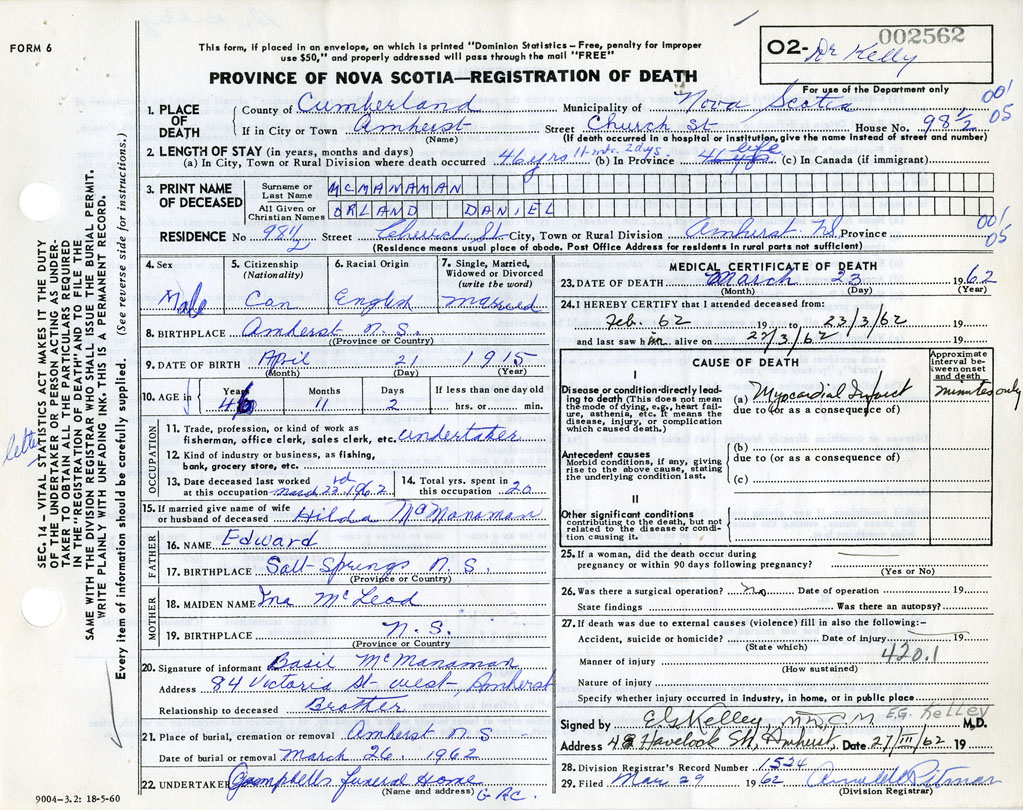 FORM 6
This form, if placed in an envelope, on which is printed "Dominion Statistics—Free, penalty for improper
use $50," and properly addressed will pass through the mail "FREE"
002562
02- Dr Kelly
For use of the Department only
PROVINCE OF NOVA SCOTIA—REGISTRATION OF DEATH
1. PLACE OF DEATH
County of Cumberland Municipality of Nova Scotia 00'
If in City or Town Amherst Street Church St House No. 98½ 05
(Name) (If death occurred in a hospital or institution, give the name instead of street and number)
2. LENGTH OF STAY (in years, months and days)
(a) In City, Town or Rural Division where death occurred 46yrs 11 mts. 2 dys. (b) In Province 46yrs life (c) In Canada (if immigrant)
3. PRINT NAME OF DECEASED
Surname or Last Name MCMANAMAN
All Given or Christian Names ORLAND DANIEL
RESIDENCE No 98 1/2 Street Church St City, Town or Rural Division Amherst N.S Province 00' 05
(Residence means usual place of abode. Post Office Address for residents in rural parts not sufficient)
4. Sex Male
5. Citizenship (Nationality) Can
6. Racial Origin English
7. Single, Married, Widowed or Divorced (write the word) Married
8. BIRTHPLACE Amherst N.S.
(Province or Country)
9. DATE OF BIRTH April 21 1915
(Month) (Day) (Year)
10. AGE in Years 46 Months 11 Days 2 If less than one day old hrs. or min.
OCCUPATION
11. Trade, profession, or kind of work as
fisherman, office clerk, sales clerk, etc. Undertaker
12. Kind of industry or business, as fishing,
bank, grocery store, etc.
13. Date deceased last worked
at this occupation March 23rd 1962
14. Total yrs. spent in
this occupation 20
15. If married give name of wife
or husband of deceased Hilda McManaman
FATHER
16. NAME Edward
17. BIRTHPLACE Salt Springs N.S.
(Province or Country)
MOTHER
18. MAIDEN NAME Ina McLeod
19. BIRTHPLACE N.S.
(Province or Country)
20. Signature of informant Basil McManaman
Address 84 Victoria St-west-, Amherst
Relationship to deceased Brother
21. Place of burial, cremation or removal Amherst N.S
Date of burial or removal March 26. 1962
22. UNDERTAKER Campbells Funeral Home
(Name and address)
MEDICAL CERTIFICATE OF DEATH
23. DATE OF DEATH March 23 1962
(Month) (Day) (Year)
24. I HEREBY CERTIFY that I attended deceased from:
Feb. 62 19 to 23/3/62 19
and last saw him alive on 22/3/62 19
CAUSE OF DEATH
Approximate interval between onset and death
I
Disease or condition directly leading to death (This does not mean the mode of dying, e.g., heart failure, asthenia, etc. It means the disease, injury, or complication which caused death.)
(a) Myocardial Infarct minutes only
due to (or as a consequence of)
Antecedent causes
Morbid conditions, if any, giving rise to the above cause, stating the underlying condition last.
(b)
due to (or as a consequence of)
(c)
II
Other significant conditions
contributing to the death, but not related to the disease or condition causing it.
25. If a woman, did the death occur during
pregnancy or within 90 days following pregnancy?
(Yes or No)
26. Was there a surgical operation? no Date of operation 19
State findings Was there an autopsy?
27. If death was due to external causes (violence) fill in also the following:-
Accident, suicide or homicide? Date of injury 19
(State which) 420.1
Manner of injury
(How sustained)
Nature of injury
Specify whether injury occurred in industry, in home, or in public place
Signed by E G Kelley, M.D. C.M. E.G. Kelley M.D.
Address 48 Havelock St, Amherst, Date 27/III/62 19
28. Division Registrar's Record Number 1524
29. Filed Mar 29 1962
(Division Registrar)
SEC. 14—VITAL STATISTICS ACT MAKES IT THE DUTY
OF THE UNDERTAKER OR PERSON ACTING AS UNDERTAKER
TO OBTAIN ALL THE PARTICULARS REQUIRED
IN THE "REGISTRATION OF DEATH" AND TO FILE THE
SAME WITH THE DIVISION REGISTRAR WHO SHALL ISSUE THE BURIAL PERMIT.
WRITE PLAINLY WITH UNFADING INK. THIS IS A PERMANENT RECORD.
Every item of information should be carefully supplied. (See reverse side for instructions.)
letter
9004-3.2: 18-5-60